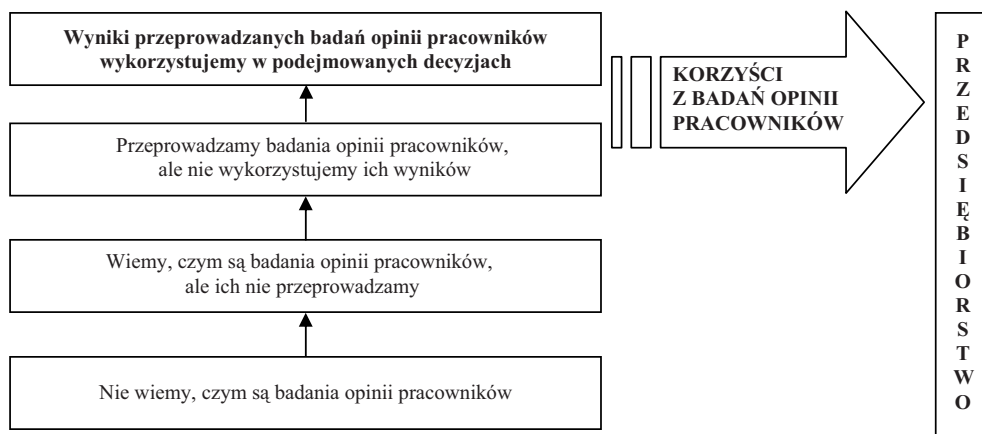 Wyniki przeprowadzanych badań opinii pracowników
wykorzystujemy w podejmowanych decyzjach
KORZYŚCI
Z BADAŃ OPINII
PRACOWNIKÓW
Przeprowadzamy badania opinii pracowników,
ale nie wykorzystujemy ich wyników
Wiemy, czym są badania opinii pracowników,
ale ich nie przeprowadzamy
Nie wiemy, czym są badania opinii pracowników
P
R
Z
E
D
S
I
Ę
B
I
O
R
S
T
W
O